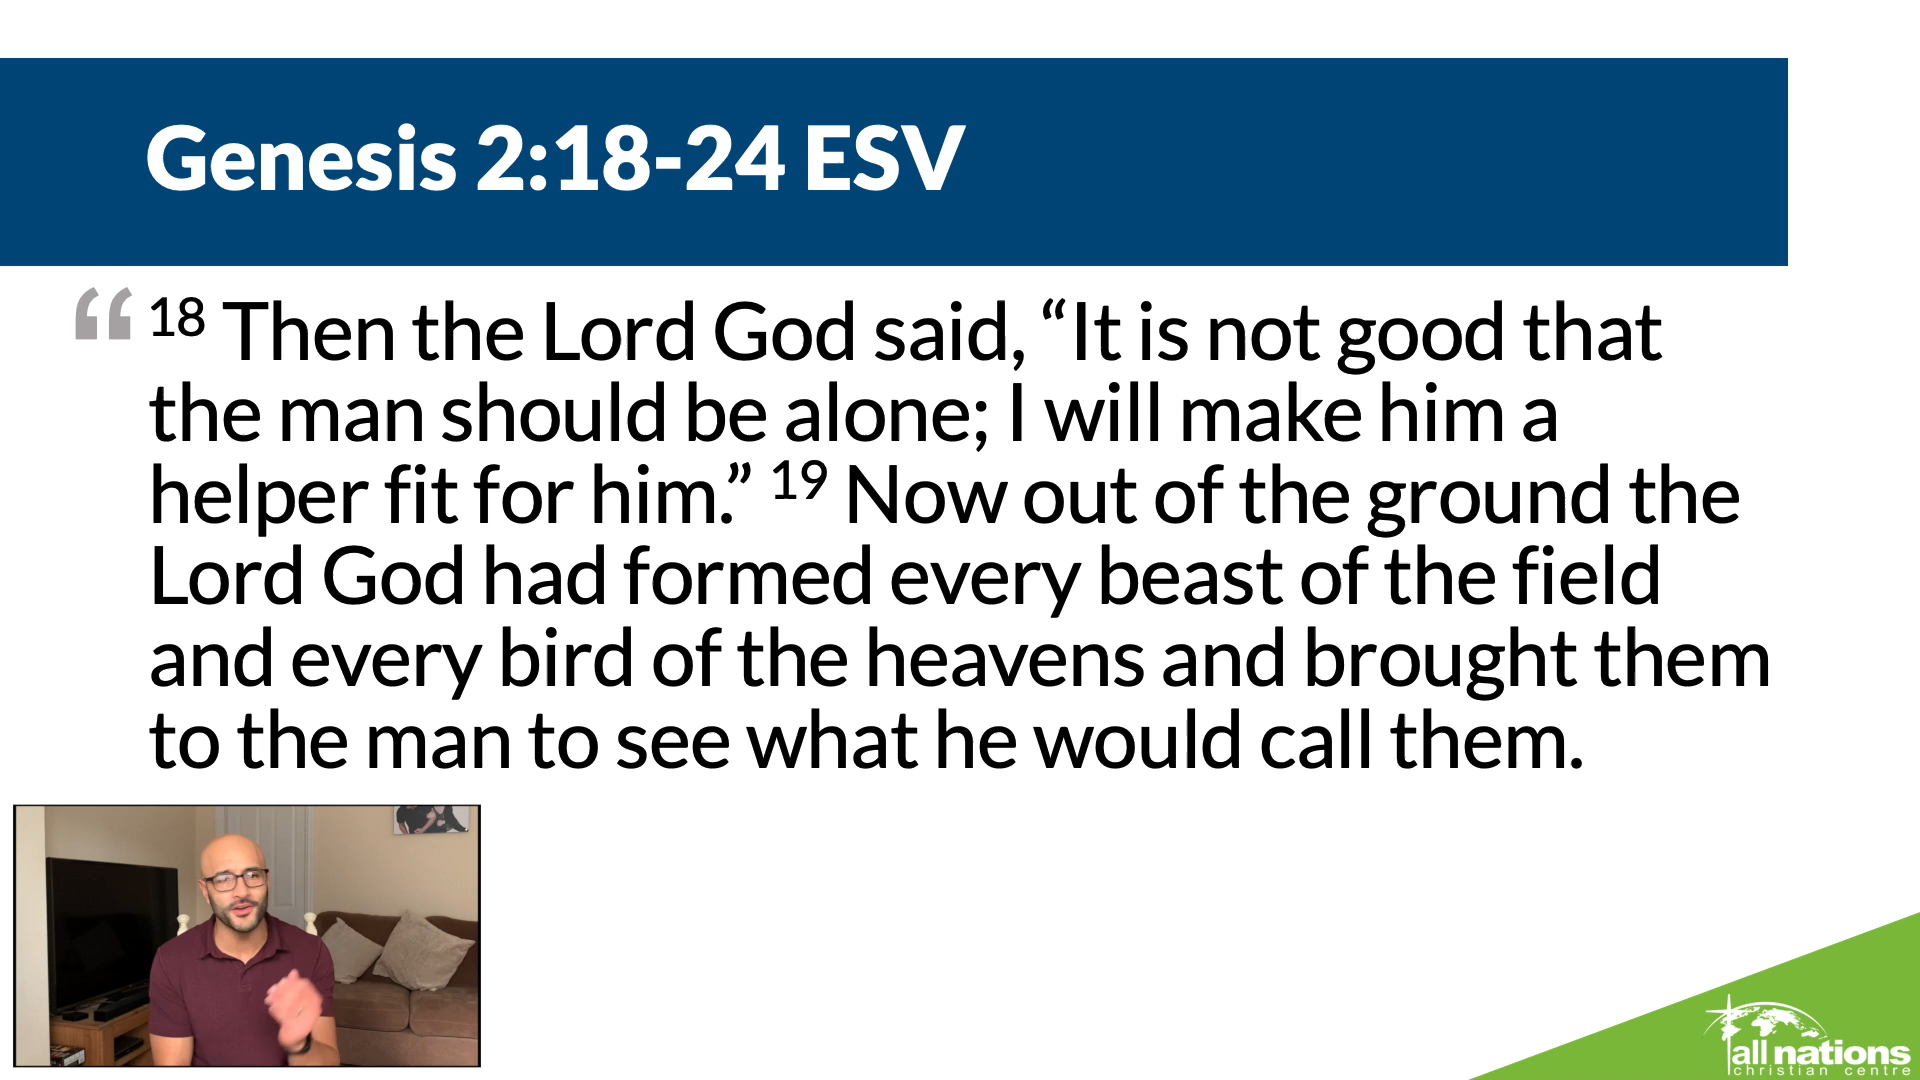 Genesis 2:18-24 ESV
“ 18 Then the Lord God said, “It is not good that
the man should be alone; I will make him a
helper fit for him.” 19 Now out of the ground the
Lord God had formed every beast of the field
and every bird of the heavens and brought them
to the man to see what he would call them.
all nations
christian centre